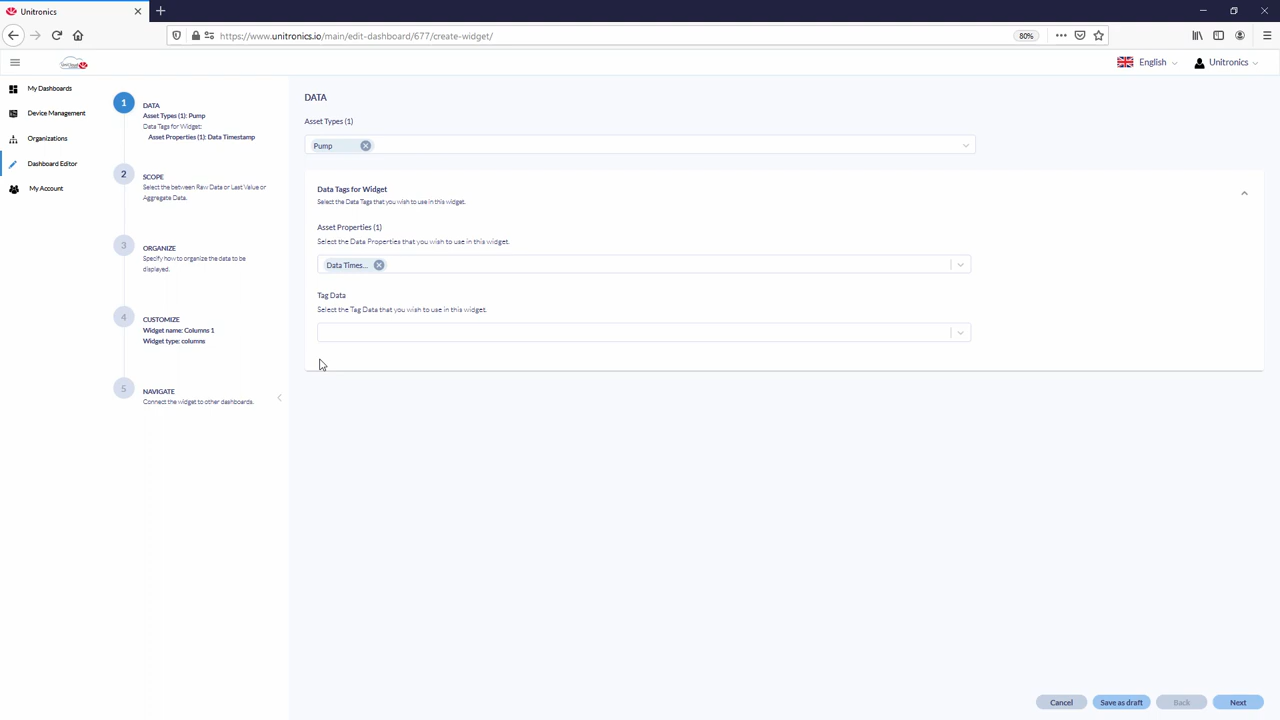 Unitronics
https://www.unitronics.io/main/edit-dashboard/677/create-widget/
80%
English
Unitronics
My Dashboards
Device Management
Organizations
Dashboard Editor
My Account
1
DATA
Asset Types (1): Pump
Data Tags for Widget:
Asset Properties (1): Data Timestamp
2
SCOPE
Select the between Raw Data or Last Value or
Aggregate Data.
3
ORGANIZE
Specify how to organize the data to be
displayed.
4
CUSTOMIZE
Widget name: Columns 1
Widget type: columns
5
NAVIGATE
Connect the widget to other dashboards.
DATA
Asset Types (1)
Pump
Data Tags for Widget
Select the Data Tags that you wish to use in this widget.
Asset Properties (1)
Select the Data Properties that you wish to use in this widget.
Data Times...
Tag Data
Select the Tag Data that you wish to use in this widget.
Cancel
Save as draft
Back
Next